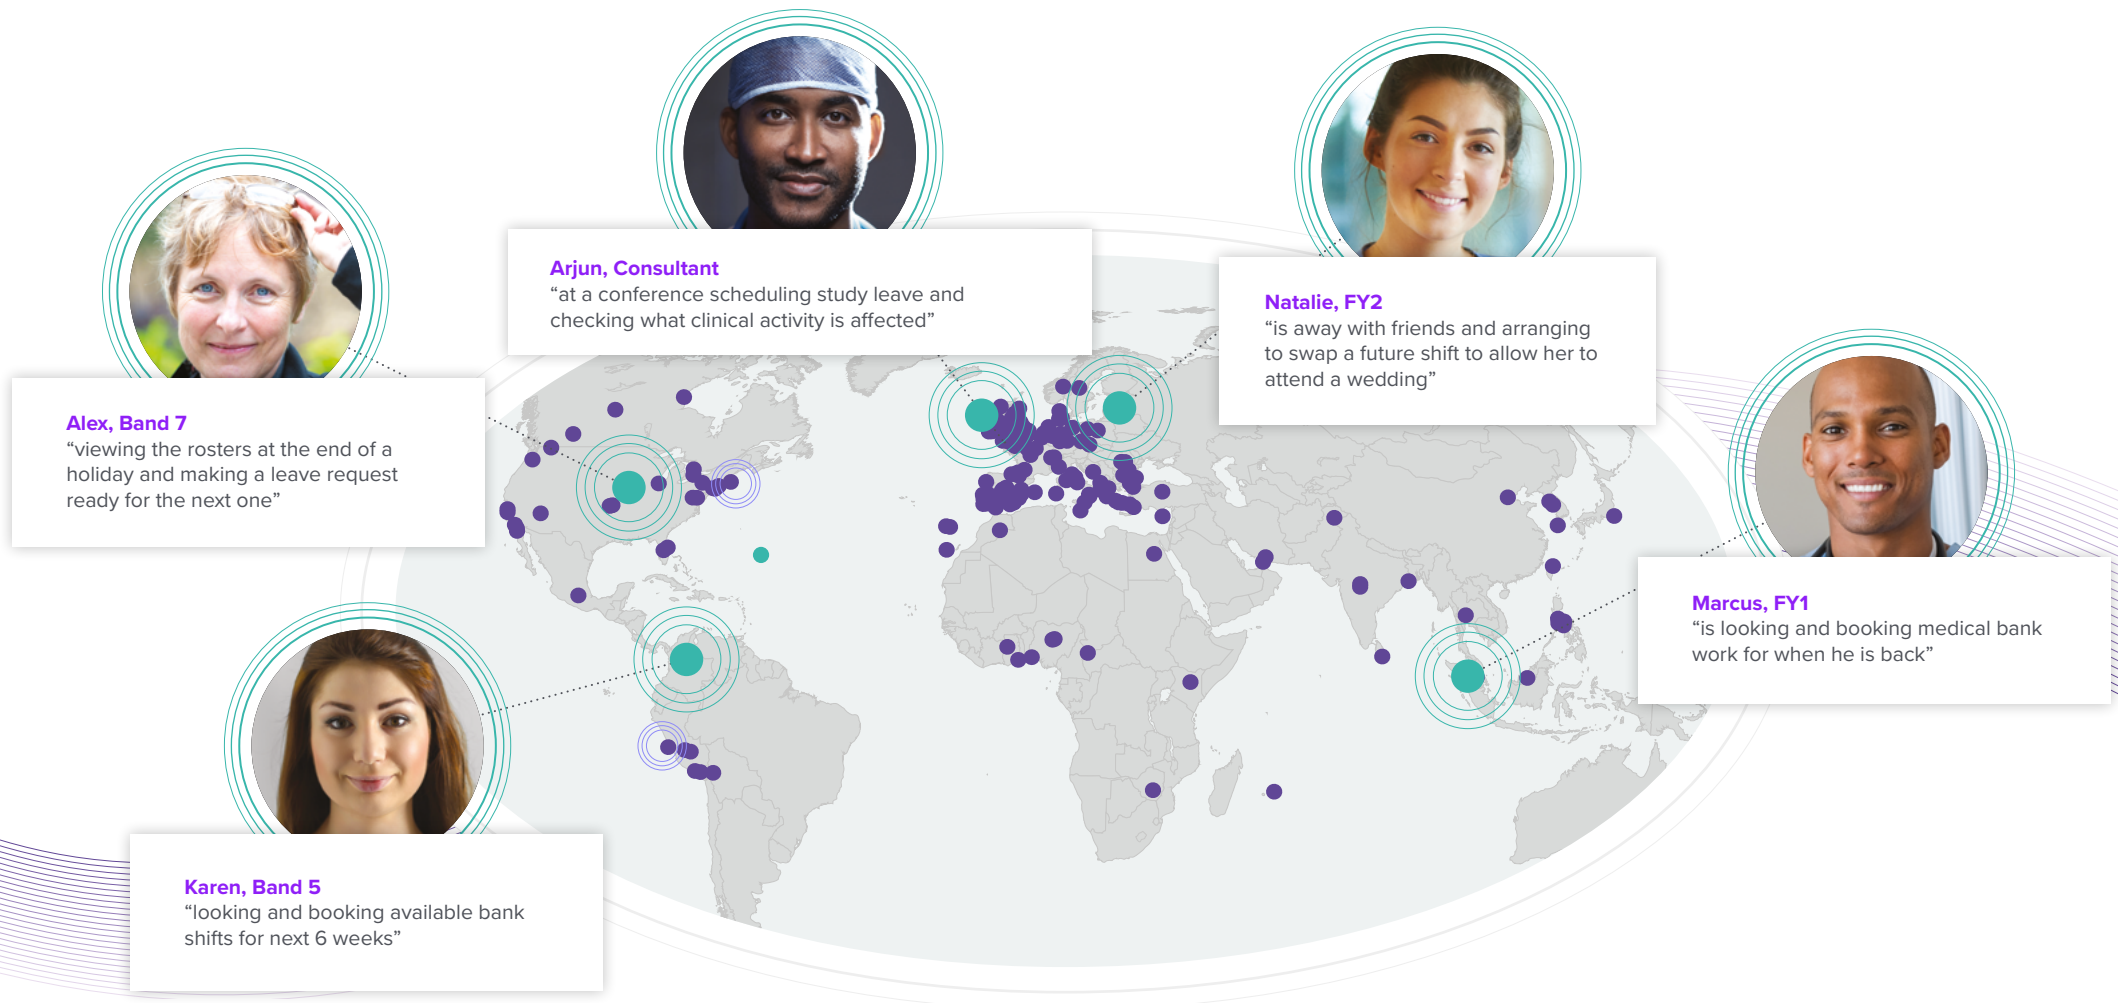 Arjun, Consultant
“at a conference scheduling study leave and
checking what clinical activity is affected”
Natalie, FY2
“is away with friends and arranging
to swap a future shift to allow her to
attend a wedding”
Alex, Band 7
“viewing the rosters at the end of a
holiday and making a leave request
ready for the next one”
Marcus, FY1
“is looking and booking medical bank
work for when he is back”
Karen, Band 5
“looking and booking available bank
shifts for next 6 weeks”